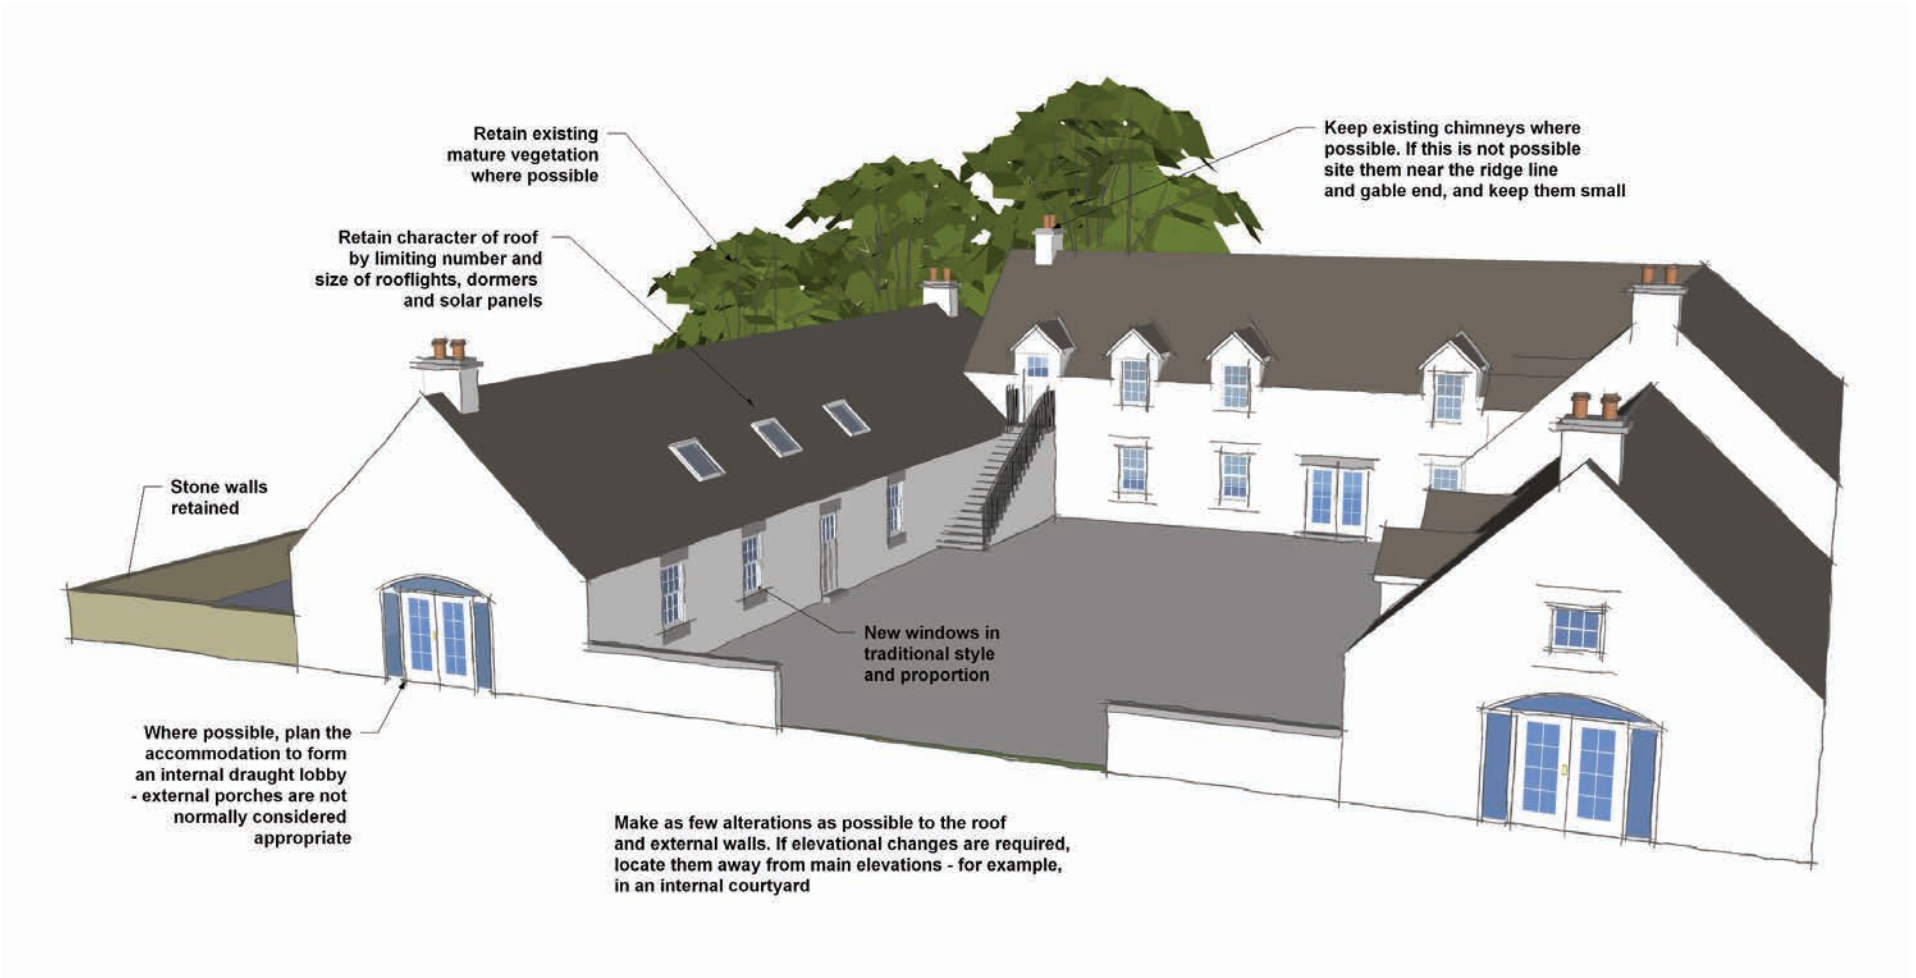 Retain existing
mature vegetation
where possible
Keep existing chimneys where
possible. If this is not possible
site them near the ridge line
and gable end, and keep them small
Retain character of roof
by limiting number and
size of rooflights, dormers
and solar panels
Stone walls
retained
New windows in
traditional style
and proportion
Where possible, plan the
accommodation to form
an internal draught lobby
- external porches are not
normally considered
appropriate
Make as few alterations as possible to the roof
and external walls. If elevational changes are required,
locate them away from main elevations - for example,
in an internal courtyard